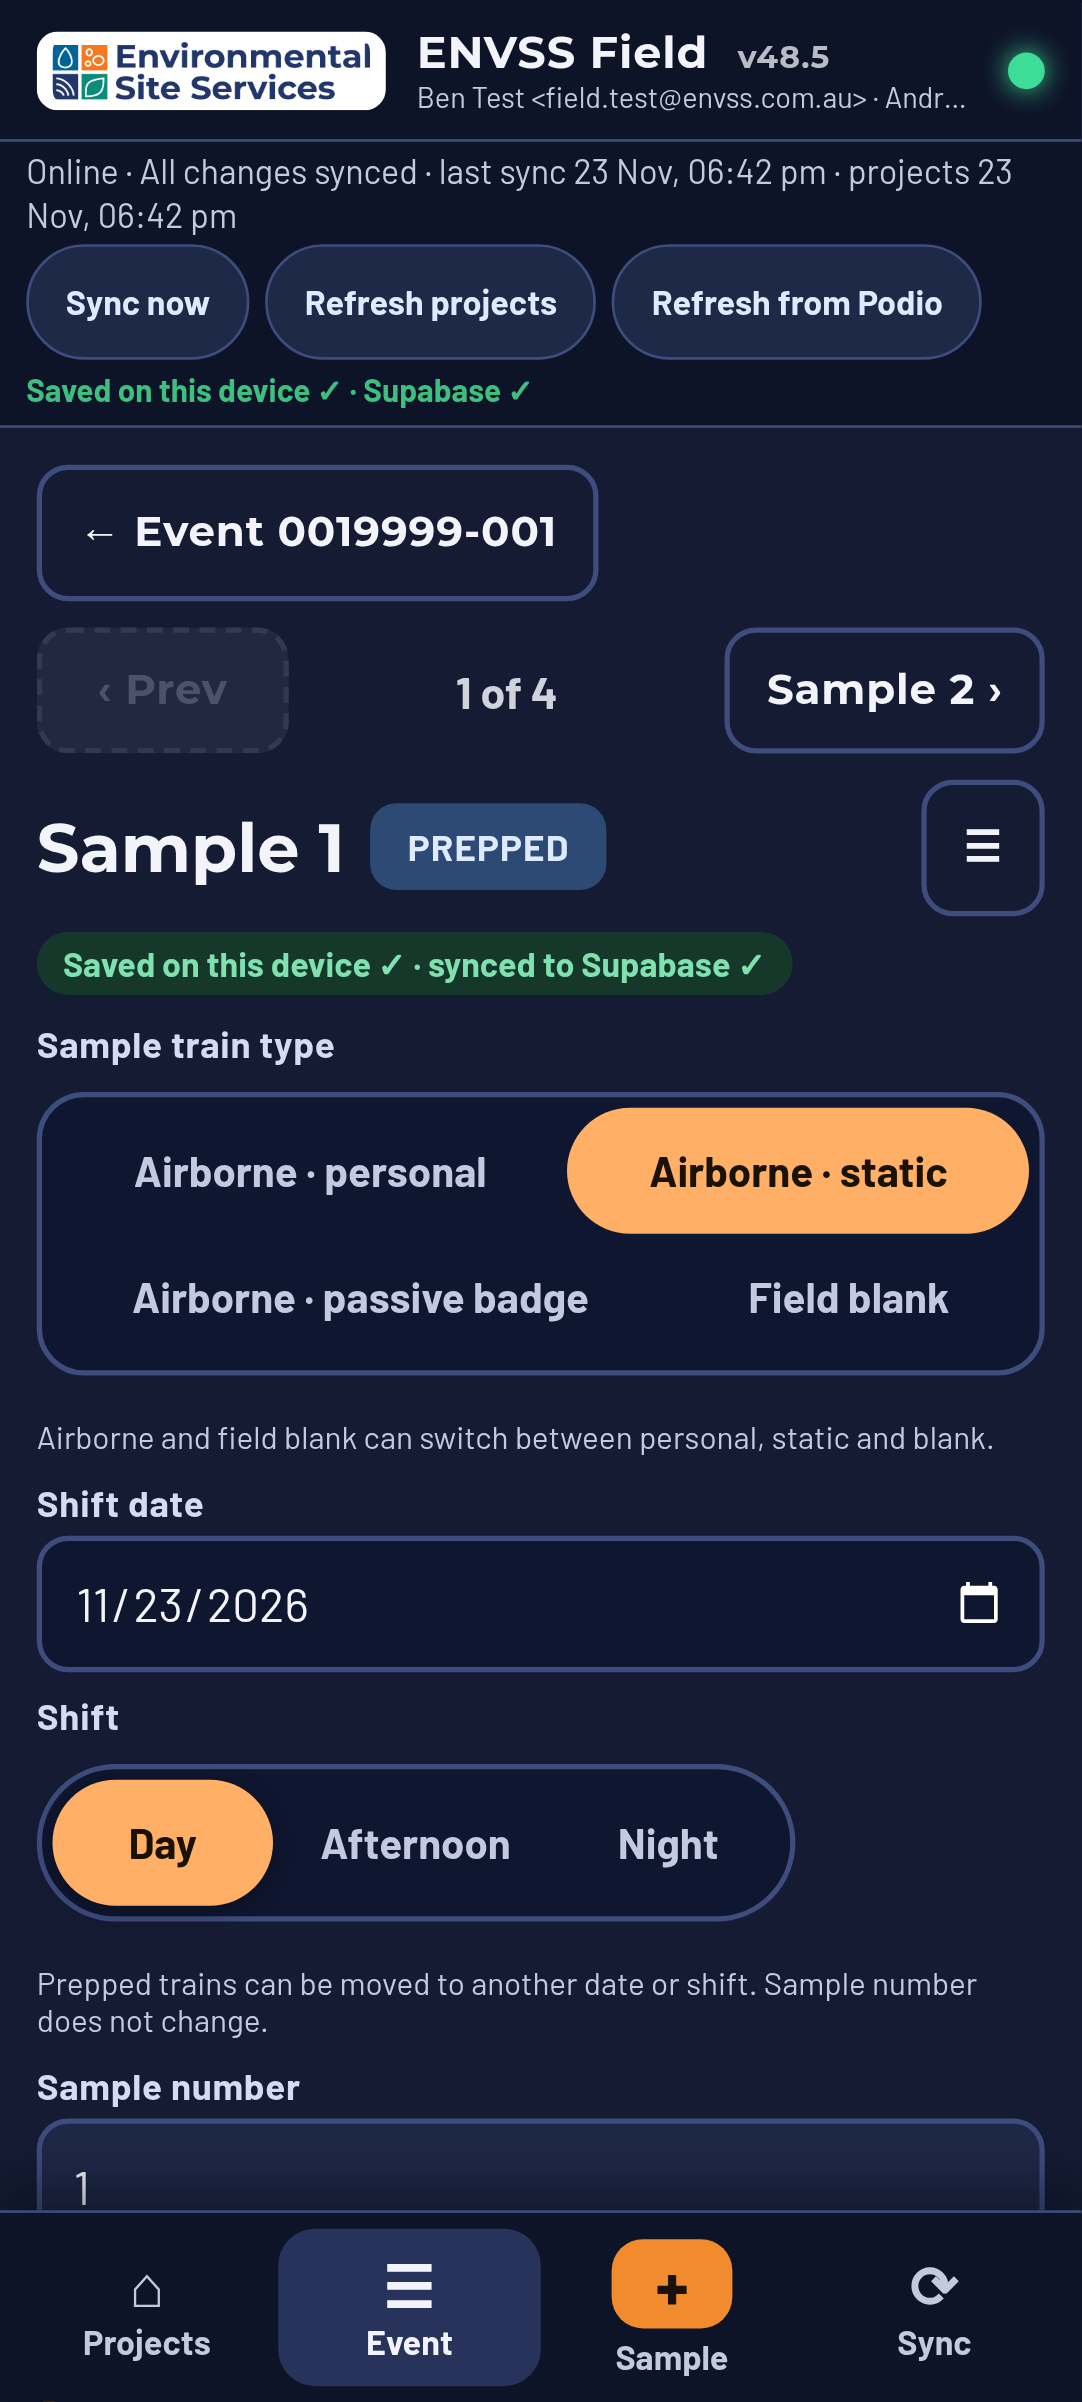 Environmental
Site Services
ENVSS Field v48.5
Ben Test <field.test@envss.com.au> · Andr...
Online · All changes synced · last sync 23 Nov, 06:42 pm · projects 23
Nov, 06:42 pm
Sync now
Refresh projects
Refresh from Podio
Saved on this device ✓ · Supabase ✓
← Event 0019999-001
‹ Prev
1 of 4
Sample 2 ›
Sample 1 PREPPED
Saved on this device ✓ · synced to Supabase ✓
Sample train type
Airborne · personal
Airborne · static
Airborne · passive badge
Field blank
Airborne and field blank can switch between personal, static and blank.
Shift date
11/23/2026
Shift
Day
Afternoon
Night
Prepped trains can be moved to another date or shift. Sample number
does not change.
Sample number
1
Projects
Event
+
Sample
Sync